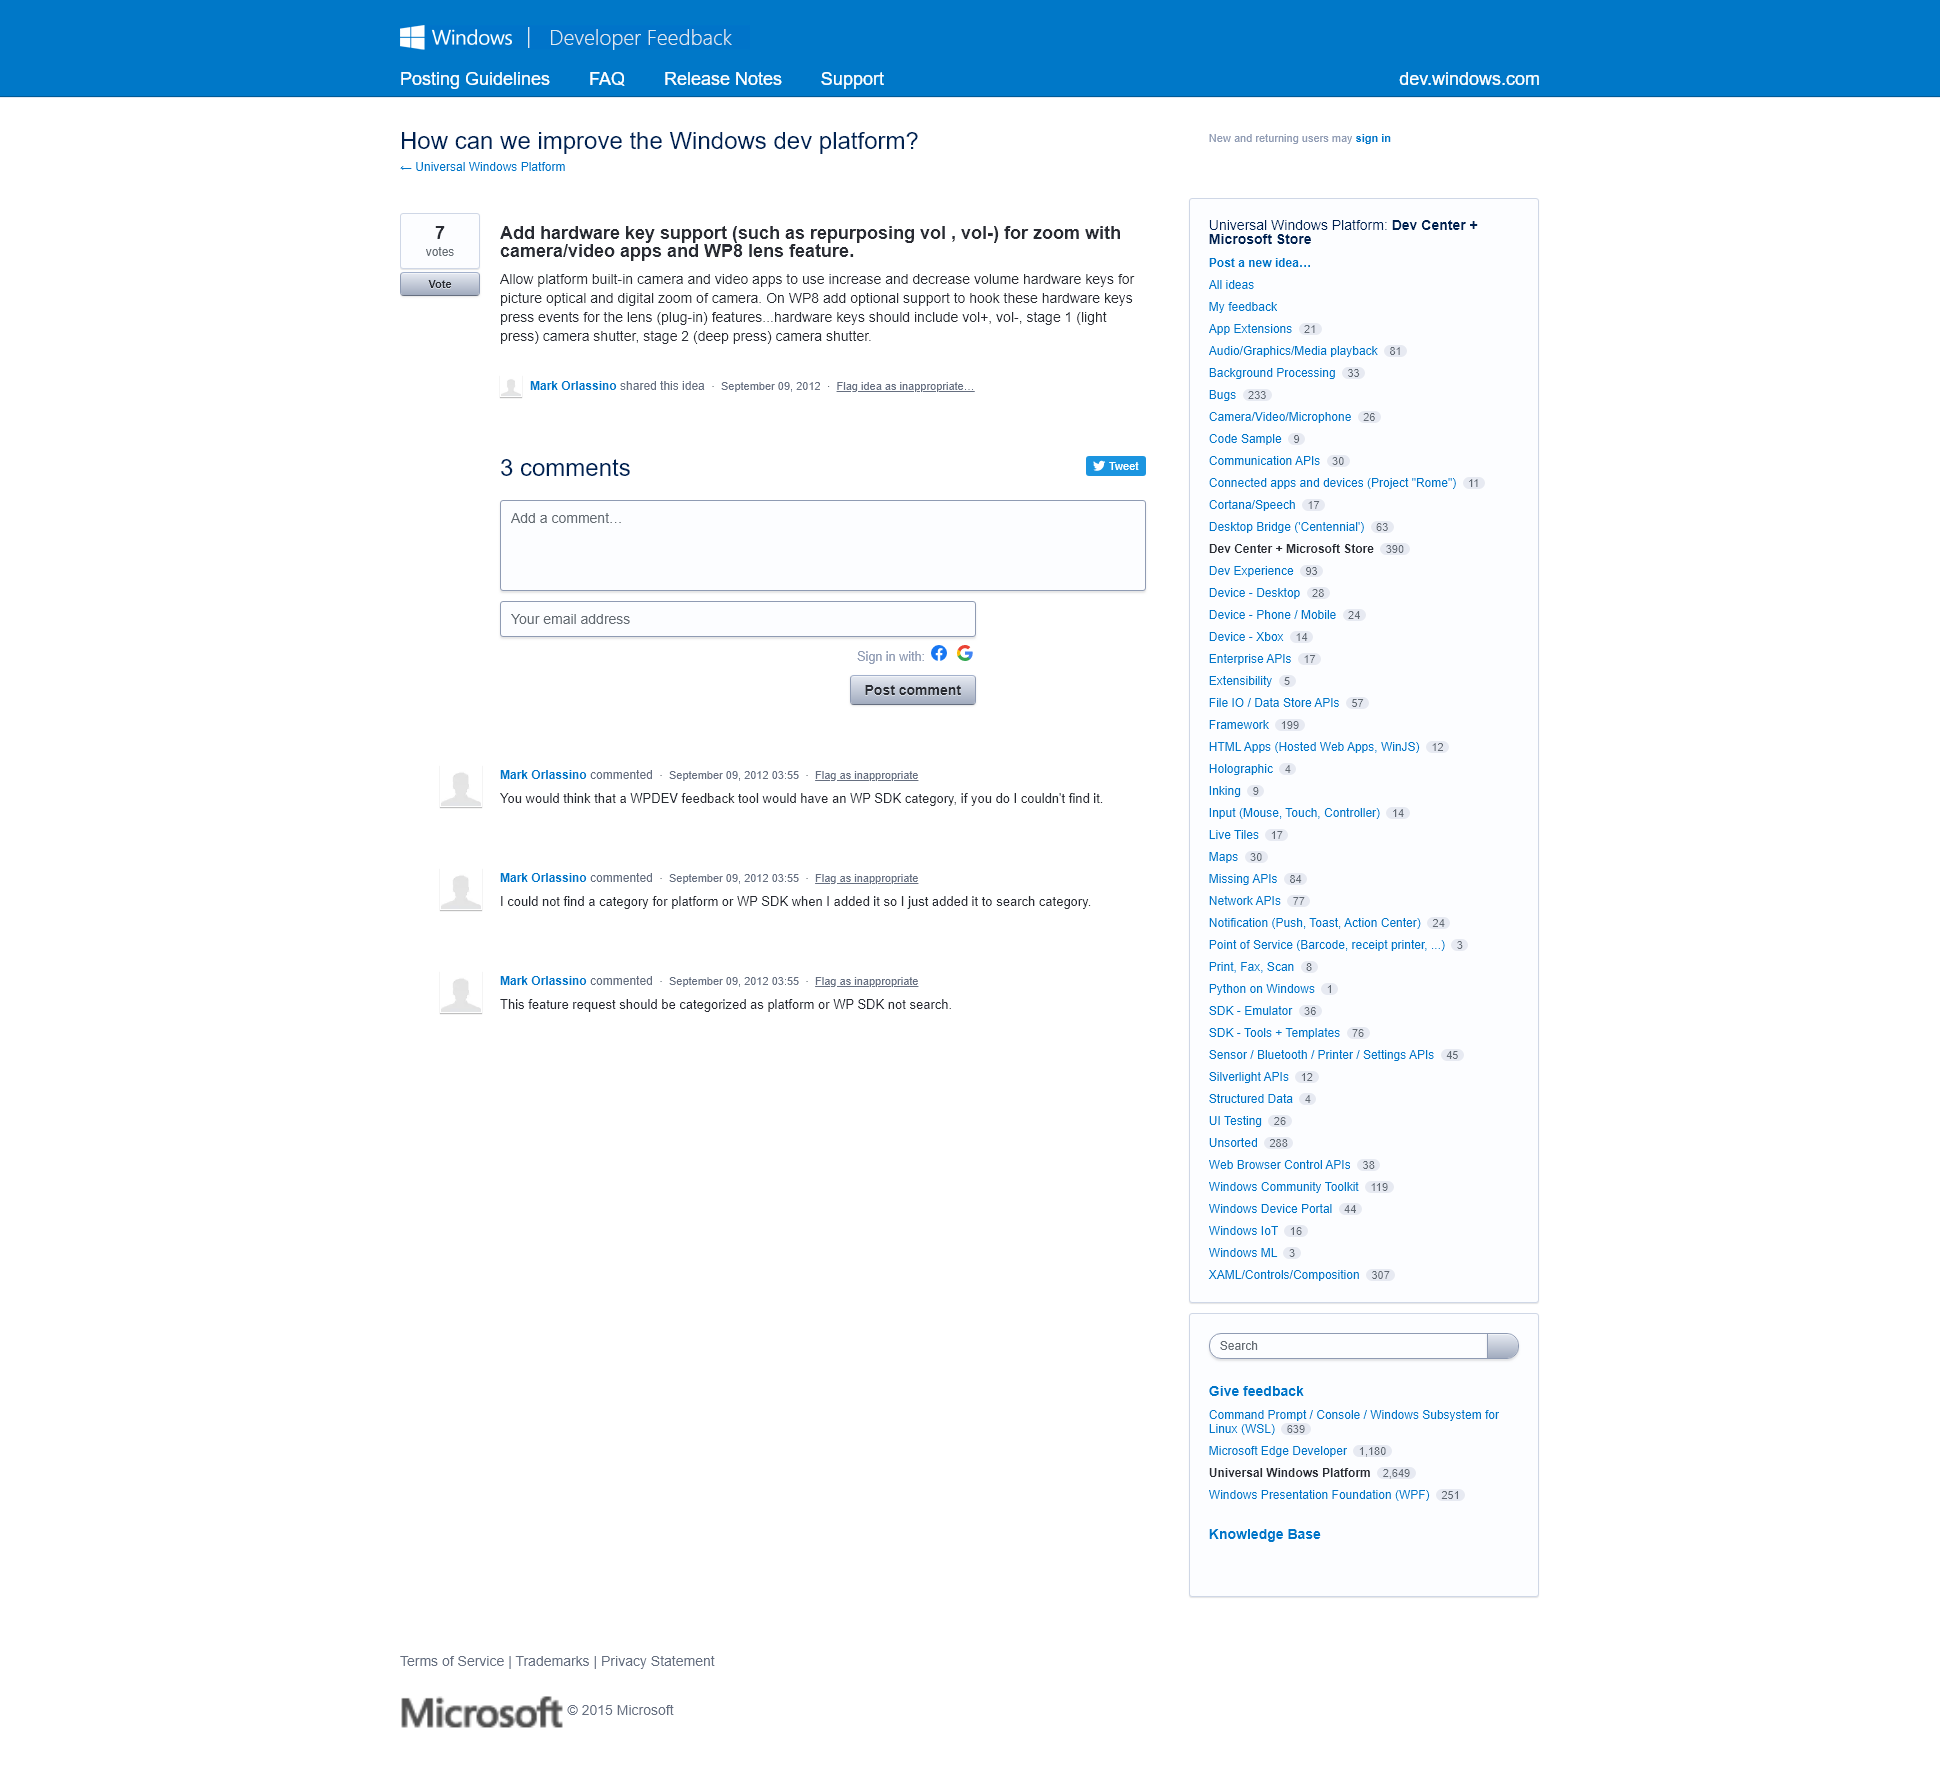 Windows | Developer Feedback
Posting Guidelines FAQ Release Notes Support dev.windows.com
How can we improve the Windows dev platform?
← Universal Windows Platform
New and returning users may sign in
7
votes
Vote
Add hardware key support (such as repurposing vol , vol-) for zoom with
camera/video apps and WP8 lens feature.
Allow platform built-in camera and video apps to use increase and decrease volume hardware keys for
picture optical and digital zoom of camera. On WP8 add optional support to hook these hardware keys
press events for the lens (plug-in) features...hardware keys should include vol+, vol-, stage 1 (light
press) camera shutter, stage 2 (deep press) camera shutter.
Mark Orlassino shared this idea · September 09, 2012 · Flag idea as inappropriate…
3 comments
Tweet
Add a comment…
Your email address
Sign in with:
Post comment
Mark Orlassino commented · September 09, 2012 03:55 · Flag as inappropriate
You would think that a WPDEV feedback tool would have an WP SDK category, if you do I couldn't find it.
Mark Orlassino commented · September 09, 2012 03:55 · Flag as inappropriate
I could not find a category for platform or WP SDK when I added it so I just added it to search category.
Mark Orlassino commented · September 09, 2012 03:55 · Flag as inappropriate
This feature request should be categorized as platform or WP SDK not search.
Universal Windows Platform: Dev Center +
Microsoft Store
Post a new idea…
All ideas
My feedback
App Extensions 21
Audio/Graphics/Media playback 81
Background Processing 33
Bugs 233
Camera/Video/Microphone 26
Code Sample 9
Communication APIs 30
Connected apps and devices (Project "Rome") 11
Cortana/Speech 17
Desktop Bridge ('Centennial') 63
Dev Center + Microsoft Store 390
Dev Experience 93
Device - Desktop 28
Device - Phone / Mobile 24
Device - Xbox 14
Enterprise APIs 17
Extensibility 5
File IO / Data Store APIs 57
Framework 199
HTML Apps (Hosted Web Apps, WinJS) 12
Holographic 4
Inking 9
Input (Mouse, Touch, Controller) 14
Live Tiles 17
Maps 30
Missing APIs 84
Network APIs 77
Notification (Push, Toast, Action Center) 24
Point of Service (Barcode, receipt printer, ...) 3
Print, Fax, Scan 8
Python on Windows 1
SDK - Emulator 36
SDK - Tools + Templates 76
Sensor / Bluetooth / Printer / Settings APIs 45
Silverlight APIs 12
Structured Data 4
UI Testing 26
Unsorted 288
Web Browser Control APIs 38
Windows Community Toolkit 119
Windows Device Portal 44
Windows IoT 16
Windows ML 3
XAML/Controls/Composition 307
Search
Give feedback
Command Prompt / Console / Windows Subsystem for
Linux (WSL) 639
Microsoft Edge Developer 1,180
Universal Windows Platform 2,649
Windows Presentation Foundation (WPF) 251
Knowledge Base
Terms of Service | Trademarks | Privacy Statement
Microsoft © 2015 Microsoft